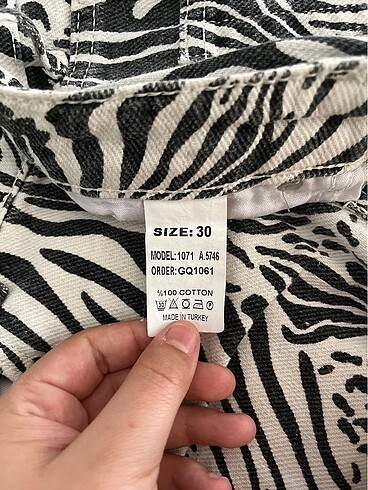 SIZE: 30
MODEL:1071 A.5746
ORDER:GQ1061
%100 COTTON
MADE IN TURKEY